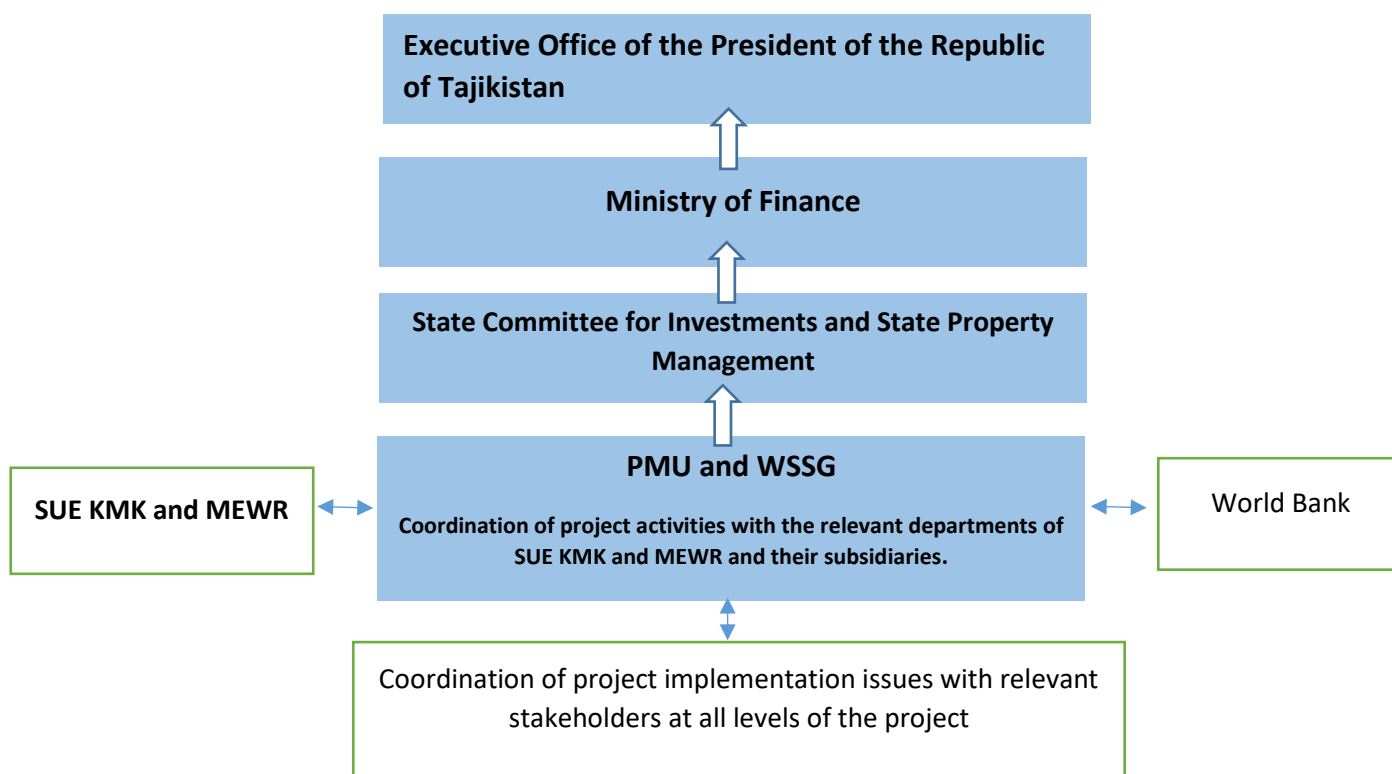 Executive Office of the President of the Republic
of Tajikistan
Ministry of Finance
State Committee for Investments and State Property
Management
PMU and WSSG
Coordination of project activities with the relevant departments of
SUE KMK and MEWR and their subsidiaries.
SUE KMK and MEWR
World Bank
Coordination of project implementation issues with relevant
stakeholders at all levels of the project